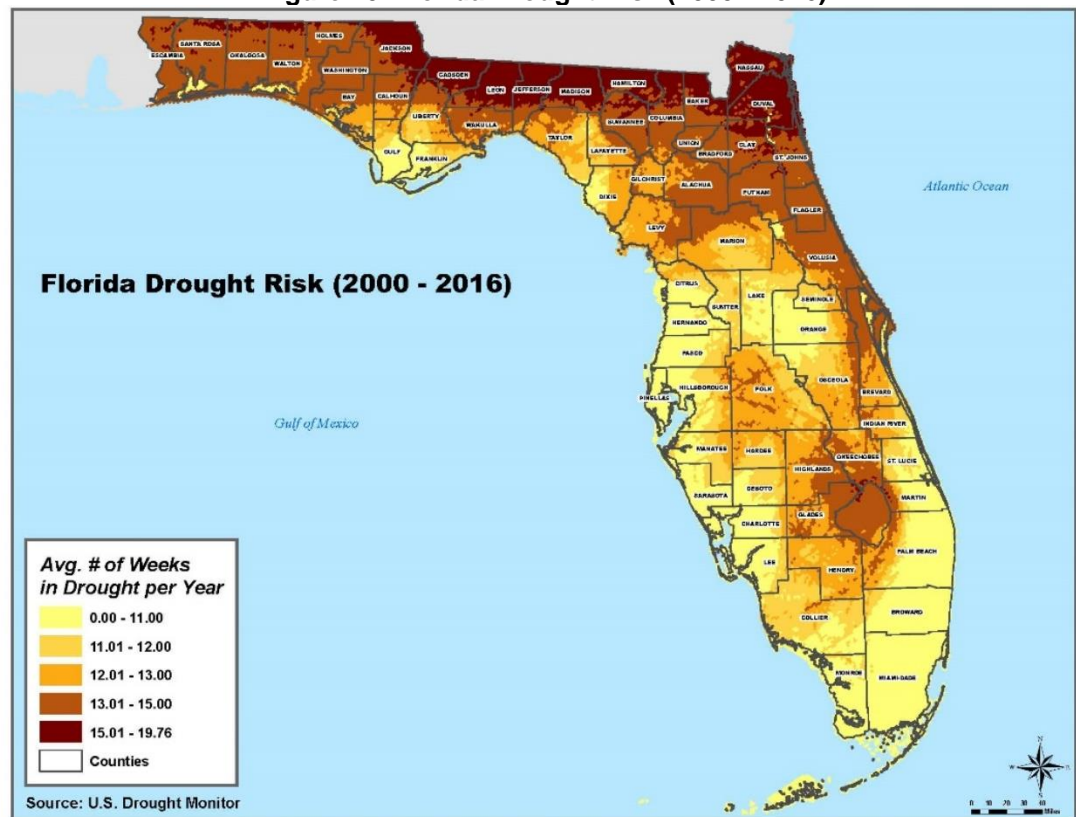 Florida Drought Risk (2000 - 2016)
HOLMES
JACKSON
SANTA ROSA
ESCAMBIA
OKALOOSA
WALTON
WASHINGTON
GADSDEN
HAMILTON
NASSAU
LEON
JEFFERSON
MADISON
BAY
CALHOUN
BAKER
DUVAL
LIBERTY
WAKULLA
SUWANNEE
COLUMBIA
TAYLOR
UNION
CLAY
GULF
FRANKLIN
LAFAYETTE
BRADFORD
ST. JOHNS
GILCHRIST
ALACHUA
PUTNAM
DIXIE
FLAGLER
LEVY
MARION
VOLUSIA
Atlantic Ocean
CITRUS
SUMTER
LAKE
SEMINOLE
HERNANDO
ORANGE
PASCO
PINELLAS
HILLSBOROUGH
POLK
OSCEOLA
BREVARD
Gulf of Mexico
INDIAN RIVER
MANATEE
HARDEE
OKEECHOBEE
HIGHLANDS
ST. LUCIE
SARASOTA
DESOTO
MARTIN
CHARLOTTE
GLADES
PALM BEACH
LEE
HENDRY
COLLIER
BROWARD
MONROE
MIAMI-DADE
Avg. # of Weeks
in Drought per Year
0.00 - 11.00
11.01 - 12.00
12.01 - 13.00
13.01 - 15.00
15.01 - 19.76
Counties
Source: U.S. Drought Monitor
N
0 10 20 30 40